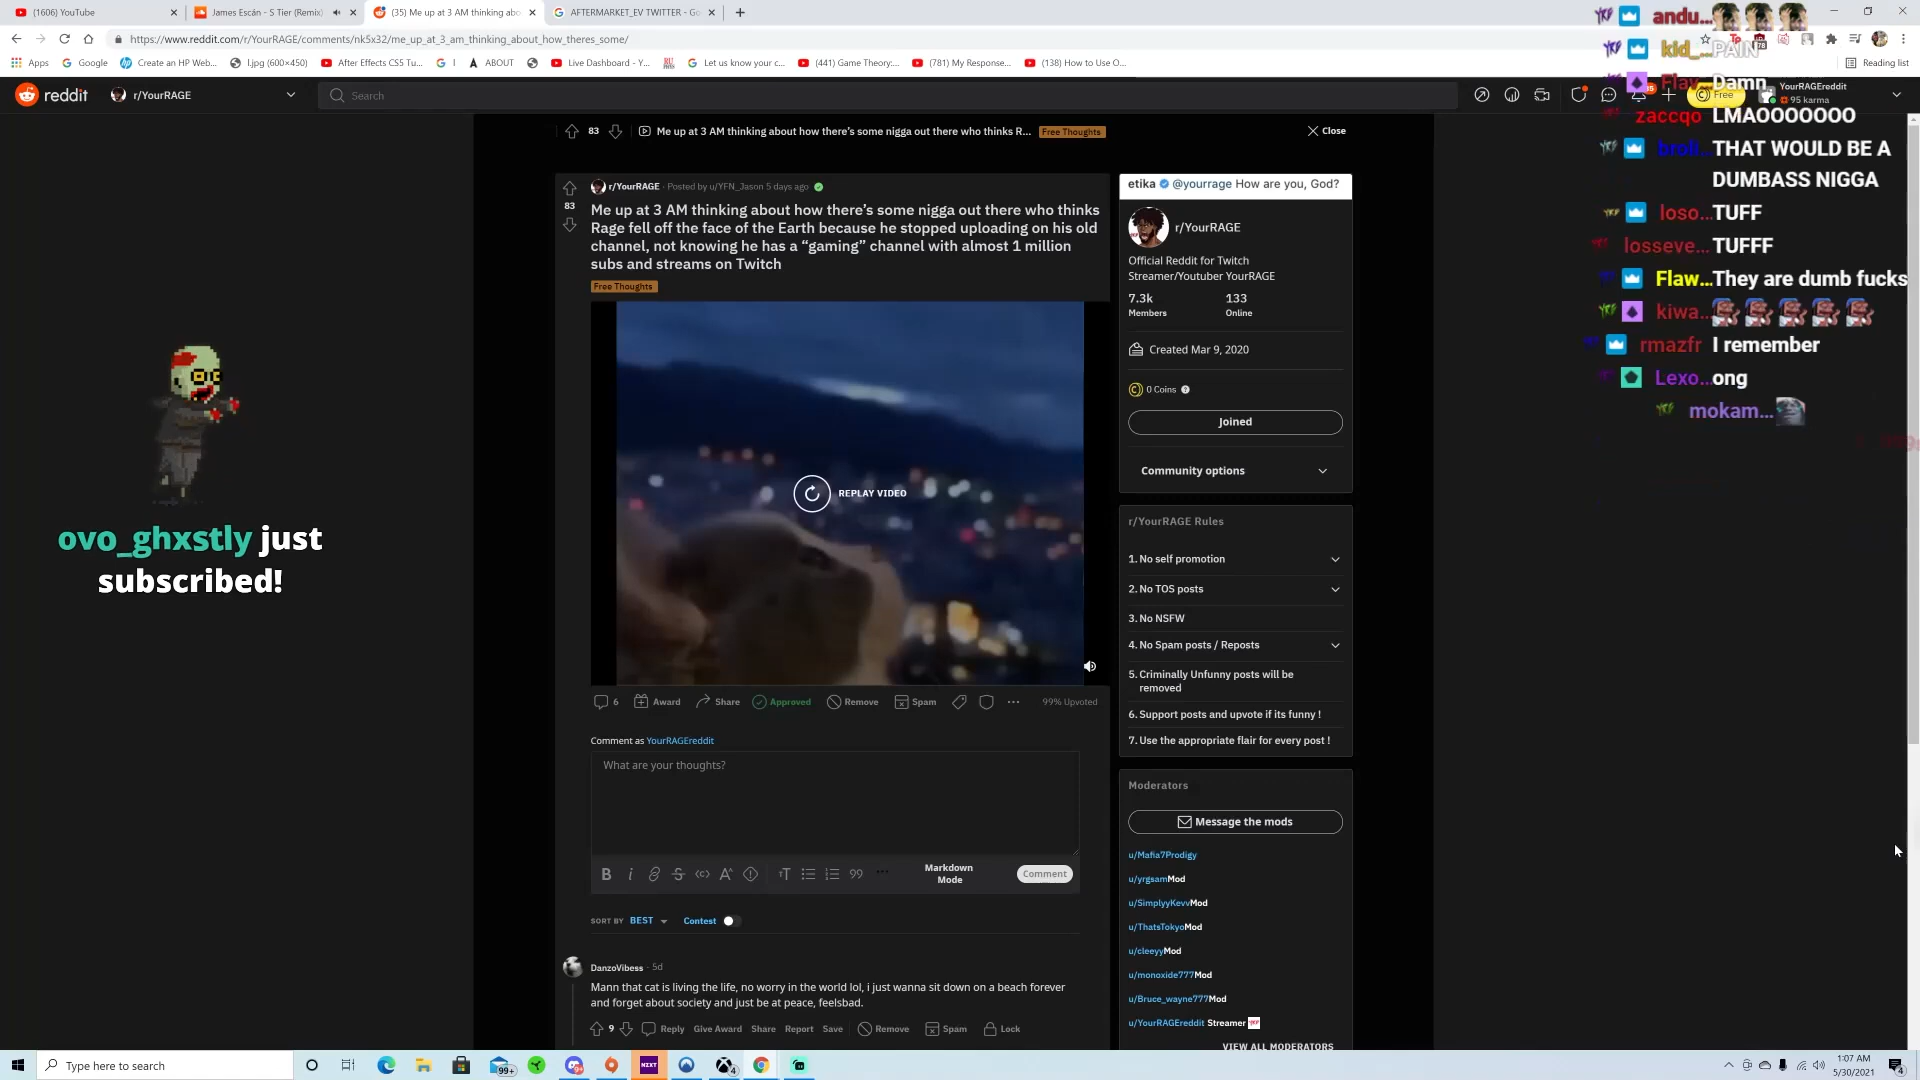 (1606) YouTube
James Escán - S Tier (Remix)
(35) Me up at 3 AM thinking abo
AFTERMARKET_EV TWITTER - Go
https://www.reddit.com/r/YourRAGE/comments/nk5x32/me_up_at_3_am_thinking_about_how_theres_some/
Apps
Google
Create an HP Web...
l.jpg (600×450)
After Effects CS5 Tu...
ABOUT
Live Dashboard - Y...
Let us know your c...
(441) Game Theory:...
(781) My Response...
(138) How to Use O...
Reading list
reddit
r/YourRAGE
Search
Free
YourRAGEreddit
95 karma
83
Me up at 3 AM thinking about how there's some nigga out there who thinks R...
Free Thoughts
Close
r/YourRAGE · Posted by u/YFN_Jason 5 days ago
83
Me up at 3 AM thinking about how there's some nigga out there who thinks
Rage fell off the face of the Earth because he stopped uploading on his old
channel, not knowing he has a "gaming" channel with almost 1 million
subs and streams on Twitch
Free Thoughts
REPLAY VIDEO
6
Award
Share
Approved
Remove
Spam
99% Upvoted
Comment as YourRAGEreddit
What are your thoughts?
Markdown
Mode
Comment
SORT BY BEST
Contest
DanzoVibess · 5d
Mann that cat is living the life, no worry in the world lol, i just wanna sit down on a beach forever
and forget about society and just be at peace, feelsbad.
9
Reply
Give Award
Share
Report
Save
Remove
Spam
Lock
etika @yourrage How are you, God?
r/YourRAGE
Official Reddit for Twitch
Streamer/Youtuber YourRAGE
7.3k
133
Members
Online
Created Mar 9, 2020
0 Coins
Joined
Community options
r/YourRAGE Rules
1. No self promotion
2. No TOS posts
3. No NSFW
4. No Spam posts / Reposts
5. Criminally Unfunny posts will be
removed
6. Support posts and upvote if its funny !
7. Use the appropriate flair for every post !
Moderators
Message the mods
u/Mafia7Prodigy
u/yrgsamMod
u/SimplyyKevvMod
u/ThatsTokyoMod
u/cleeyyMod
u/monoxide777Mod
u/Bruce_wayne777Mod
u/YourRAGEreddit Streamer
VIEW ALL MODERATORS
ovo_ghxstly just
subscribed!
andu...
kid_...PAIN
Flav...Damn
zaccqo LMAOOOOOOO
broli...THAT WOULD BE A
DUMBASS NIGGA
loso...TUFF
losseve...TUFFF
Flaw...They are dumb fucks
kiwa...
rmazfr I remember
Lexo...ong
mokam...
Type here to search
99+
NZXT
1:07 AM
5/30/2021